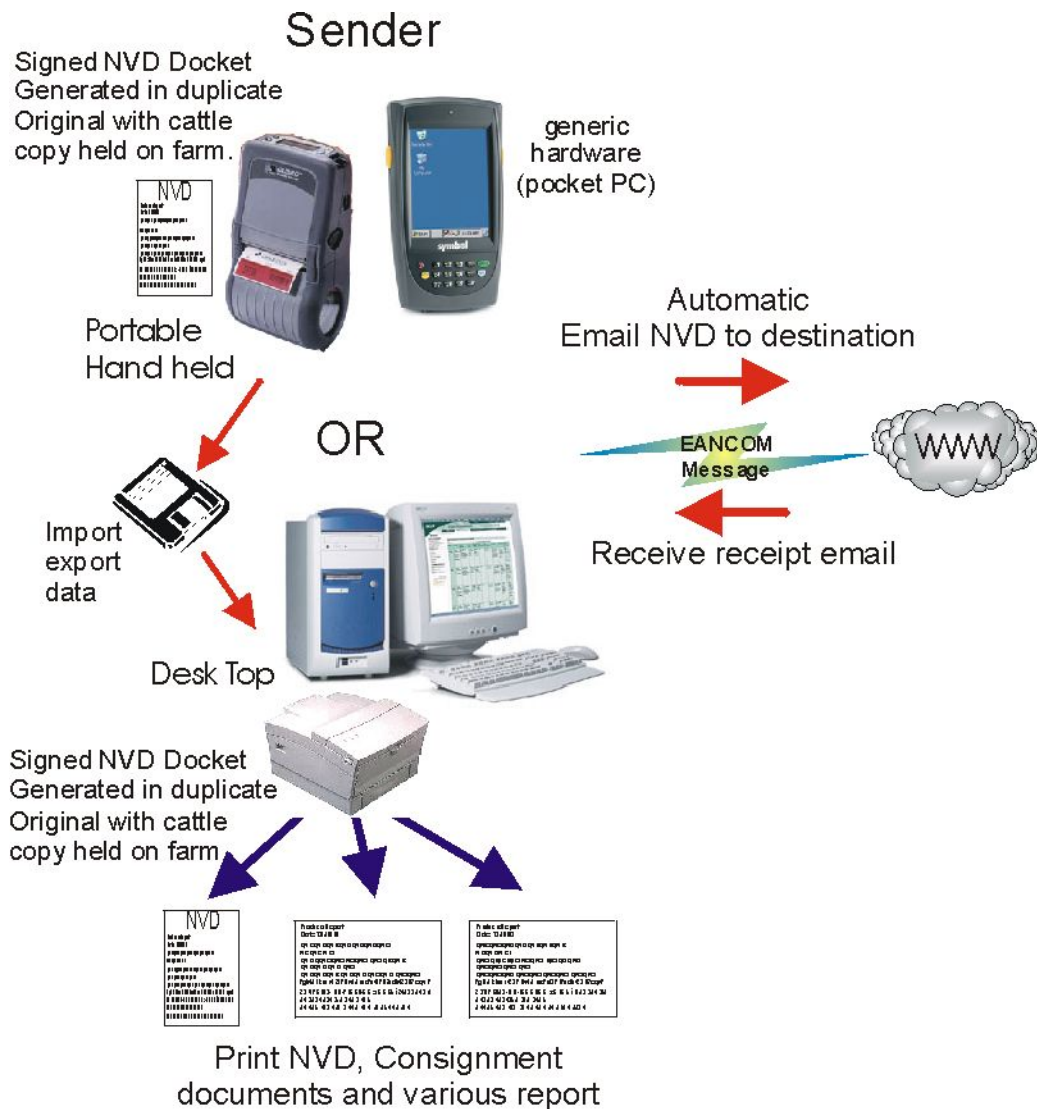 Sender
Signed NVD Docket
Generated in duplicate
Original with cattle
copy held on farm.
generic
hardware
(pocket PC)
NVD
symbol
Portable
Hand held
Automatic
Email NVD to destination
OR
EANCOM
Message
WWW
Import
export
data
Receive receipt email
Desk Top
Signed NVD Docket
Generated in duplicate
Original with cattle
copy held on farm
NVD
Print NVD, Consignment
documents and various report